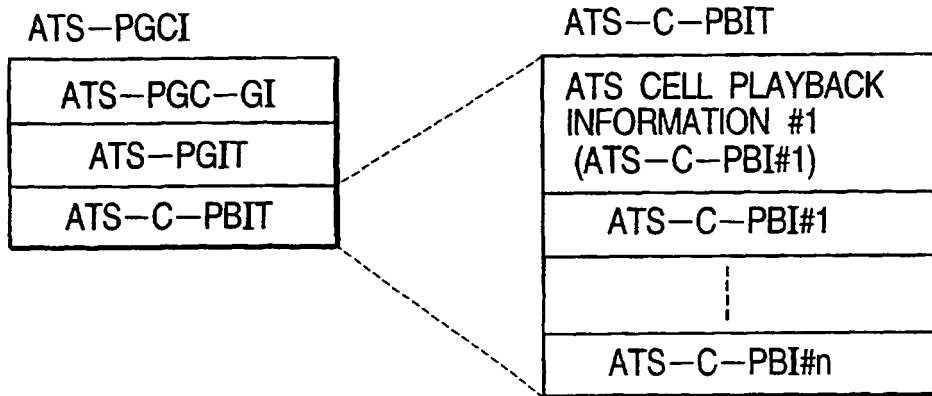 ATS-PGCI
ATS-PGC-GI
ATS-PGIT
ATS-C-PBIT
ATS-C-PBIT
ATS CELL PLAYBACK
INFORMATION #1
(ATS-C-PBI#1)
ATS-C-PBI#1
ATS-C-PBI#n